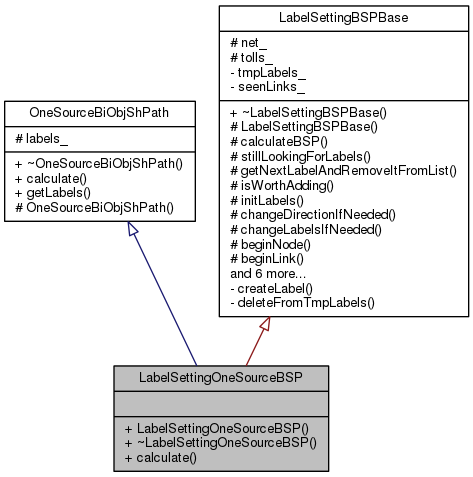 LabelSettingBSPBase
# net_
# tolls_
- tmpLabels_
- seenLinks_
+ ~LabelSettingBSPBase()
# LabelSettingBSPBase()
# calculateBSP()
# stillLookingForLabels()
# getNextLabelAndRemoveItFromList()
# isWorthAdding()
# initLabels()
# changeDirectionIfNeeded()
# changeLabelsIfNeeded()
# beginNode()
# beginLink()
and 6 more...
- createLabel()
- deleteFromTmpLabels()
OneSourceBiObjShPath
# labels_
+ ~OneSourceBiObjShPath()
+ calculate()
+ getLabels()
# OneSourceBiObjShPath()
LabelSettingOneSourceBSP
+ LabelSettingOneSourceBSP()
+ ~LabelSettingOneSourceBSP()
+ calculate()